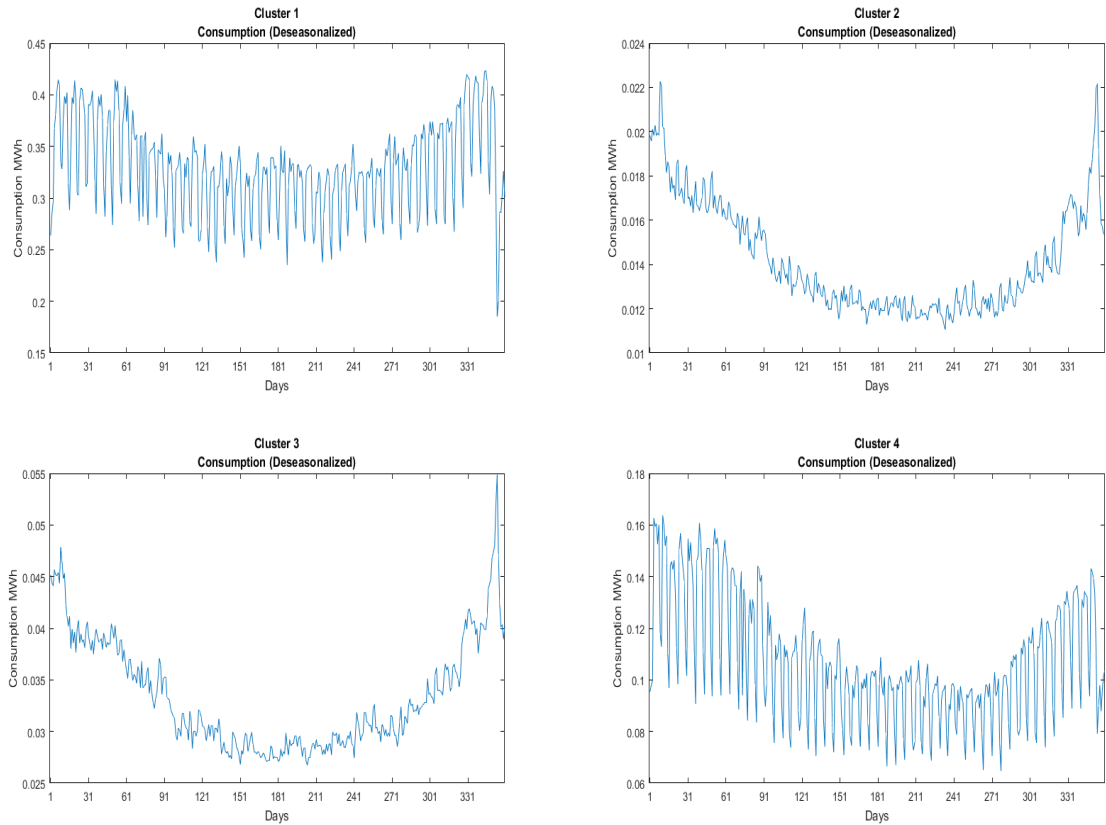 Cluster 1
Consumption (Deseasonalized)
0.45
0.4
0.35
0.3
0.25
0.2
0.15
Consumption MWh
1 31 61 91 121 151 181 211 241 271 301 331
Days
Cluster 2
Consumption (Deseasonalized)
0.024
0.022
0.02
0.018
0.016
0.014
0.012
0.01
Consumption MWh
1 31 61 91 121 151 181 211 241 271 301 331
Days
Cluster 3
Consumption (Deseasonalized)
0.055
0.05
0.045
0.04
0.035
0.03
0.025
Consumption MWh
1 31 61 91 121 151 181 211 241 271 301 331
Days
Cluster 4
Consumption (Deseasonalized)
0.18
0.16
0.14
0.12
0.1
0.08
0.06
Consumption MWh
1 31 61 91 121 151 181 211 241 271 301 331
Days